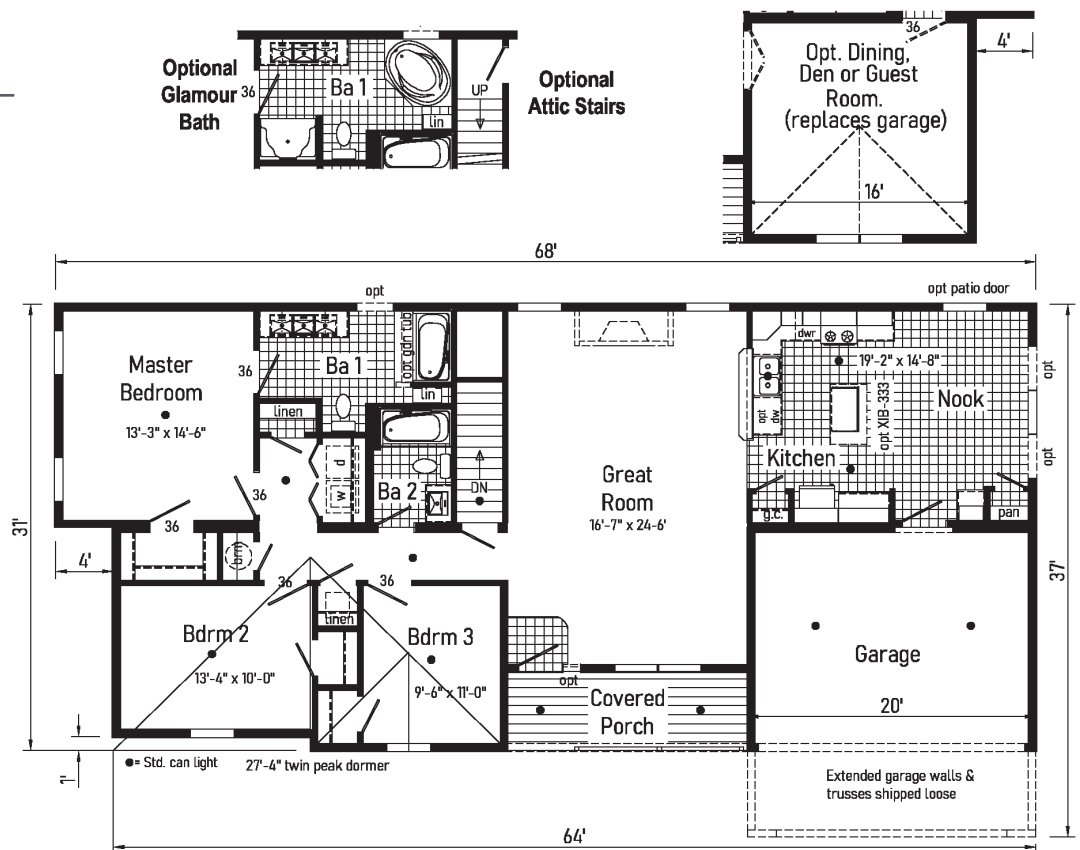 Optional
Glamour
Bath
36
Ba 1
lin
UP
Optional
Attic Stairs
36
4'
Opt. Dining,
Den or Guest
Room.
(replaces garage)
16'
68'
opt
opt patio door
Master
Bedroom
13'-3" x 14'-6"
36
Ba 1
opt gdn tub
lin
linen
dwr
19'-2" x 14'-8"
opt
Nook
opt
dw
opt XIB-333
Kitchen
opt
Great
Room
16'-7" x 24'-6'
d
w
Ba 2
DN
36
36
g.c.
pan
31'
4'
brm
37'
36
36
linen
Bdrm 2
13'-4" x 10'-0"
Bdrm 3
9'-6" x 11'-0"
Garage
opt
Covered
Porch
20'
1'
●= Std. can light
27'-4" twin peak dormer
Extended garage walls &
trusses shipped loose
64'